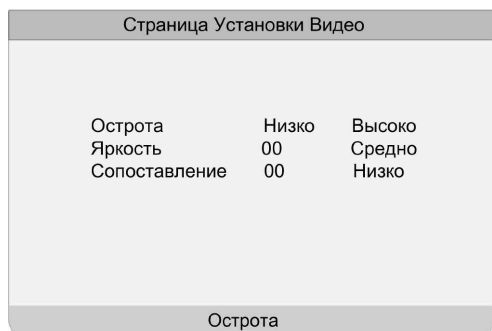 Страница Установки Видео
Острота Низко Высоко
Яркость 00 Средно
Сопоставление 00 Низко
Острота